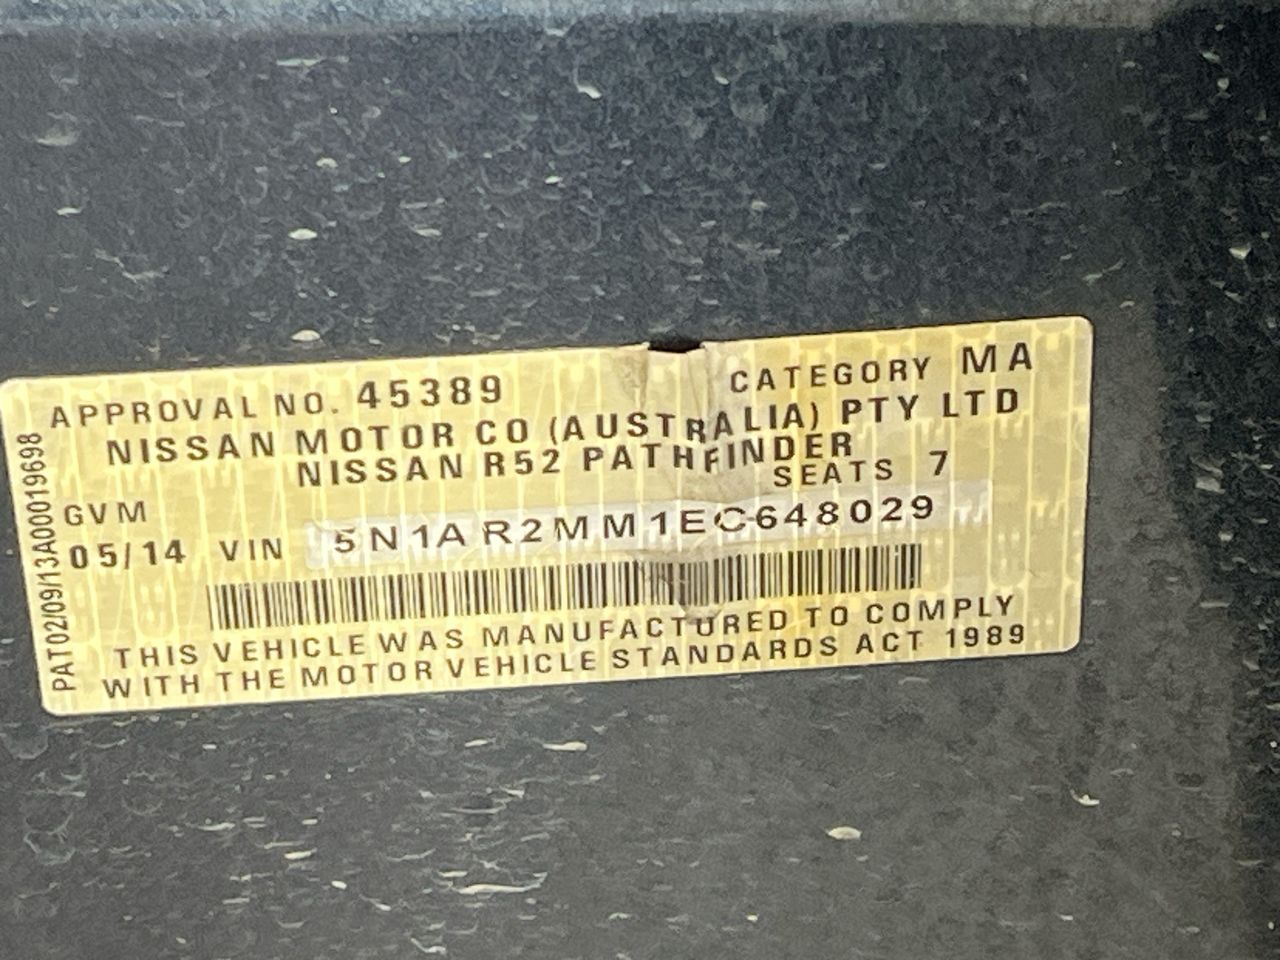 APPROVAL NO. 45389 CATEGORY MA
NISSAN MOTOR CO (AUSTRALIA) PTY LTD
NISSAN R52 PATHFINDER
SEATS 7
GVM
05/14 VIN 5N1AR2MM1EC648029
THIS VEHICLE WAS MANUFACTURED TO COMPLY
WITH THE MOTOR VEHICLE STANDARDS ACT 1989
PAT02/09/13A00019698